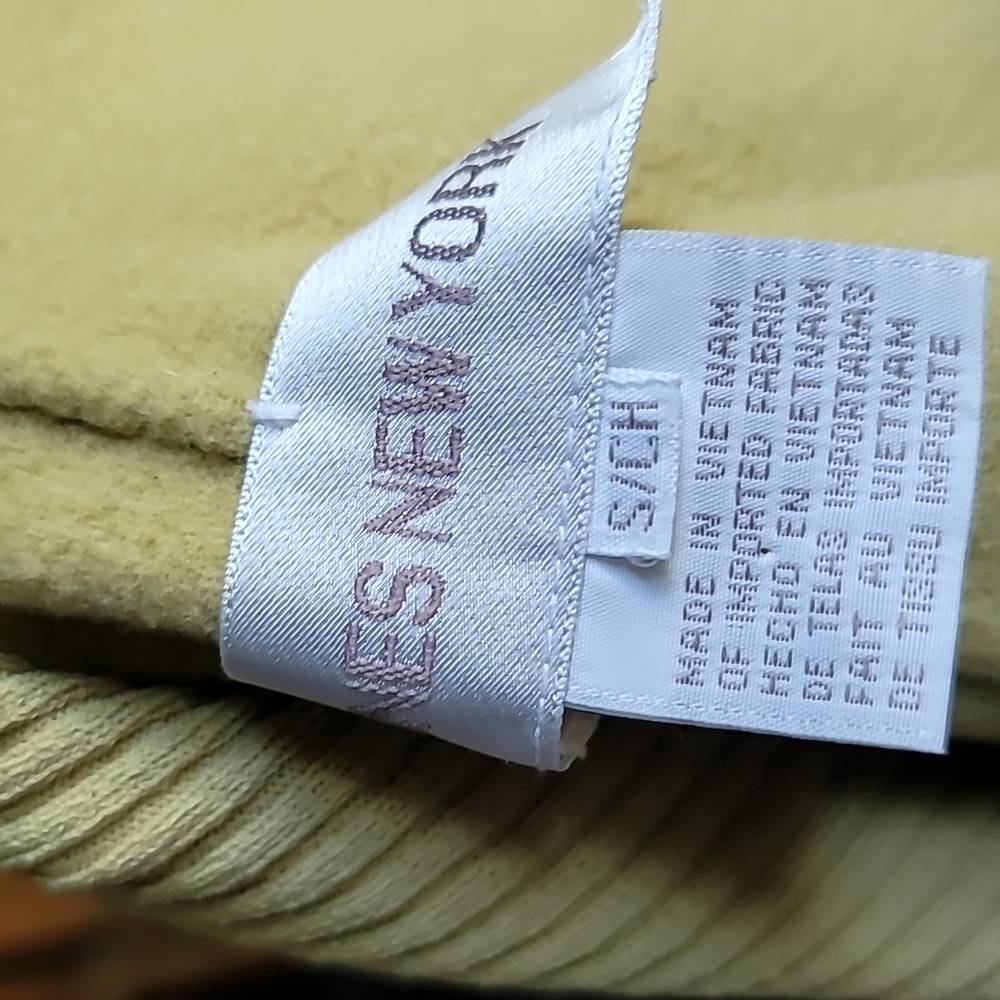 NES NEW YORK
S/CH
MADE IN VIETNAM
OF IMPORTED FABRIC
HECHO EN VIETNAM
DE TELAS IMPORTADAS
FAIT AU VIETNAM
DE TISSU IMPORTE